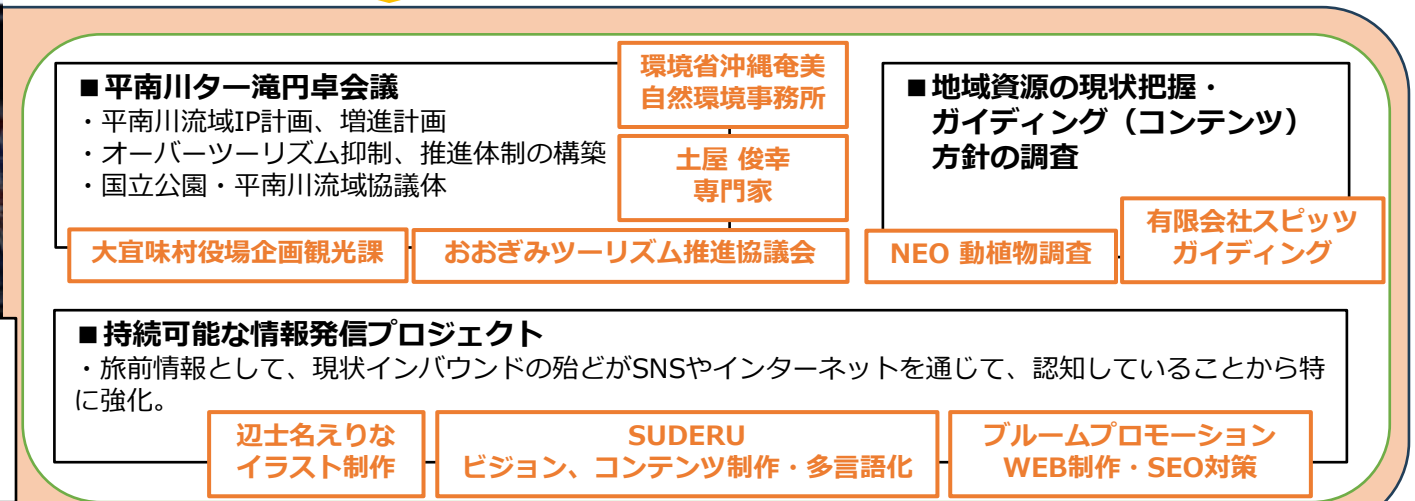 ■平南川ター滝円卓会議
・平南川流域IP計画、増進計画
・オーバーツーリズム抑制、推進体制の構築
・国立公園・平南川流域協議体
環境省沖縄奄美
自然環境事務所
土屋 俊幸
専門家
大宜味村役場企画観光課
おおぎみツーリズム推進協議会
■地域資源の現状把握・
ガイディング（コンテンツ）
方針の調査
NEO 動植物調査
有限会社スピッツ
ガイディング
■持続可能な情報発信プロジェクト
・旅前情報として、現状インバウンドの殆どがSNSやインターネットを通じて、認知していることから特
に強化。
辺士名えりな
イラスト制作
SUDERU
ビジョン、コンテンツ制作・多言語化
ブルームプロモーション
WEB制作・SEO対策